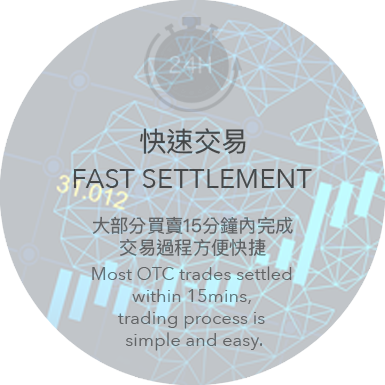 24H
快速交易
FAST SETTLEMENT
31.012
大部分買賣15分鐘內完成
交易過程方便快捷
Most OTC trades settled
within 15mins,
trading process is
simple and easy.